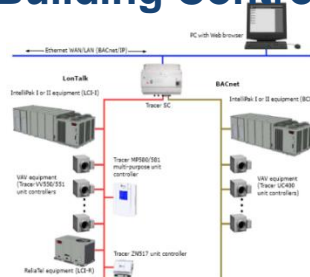 Building Contro
PC with Web browser
Ethernet WAN/LAN (BACnet/IP)
LonTalk
BACnet
Tracer SC
IntelliPak I or II equipment (LCI-I)
IntelliPak I or II equipment (BCI
Tracer MP580/581
multi-purpose unit
controller
VAV equipment
(Tracer VV550/551
unit controllers)
VAV equipment
(Tracer UC400
unit controllers)
Tracer ZN517 unit controller
ReliaTel equipment (LCI-R)